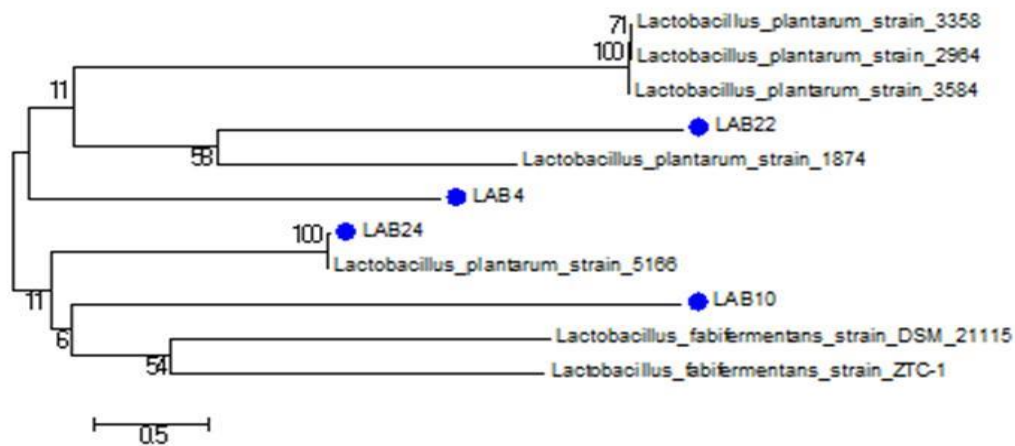 Lactobacillus_plantarum_strain_3358
71
100
Lactobacillus_plantarum_strain_2964
Lactobacillus_plantarum_strain_3584
11
LAB22
58
Lactobacillus_plantarum_strain_1874
LAB4
100
LAB24
Lactobacillus_plantarum_strain_5166
11
LAB10
6
Lactobacillus_fabifermentans_strain_DSM_21115
54
Lactobacillus_fabifermentans_strain_ZTC-1
0.5